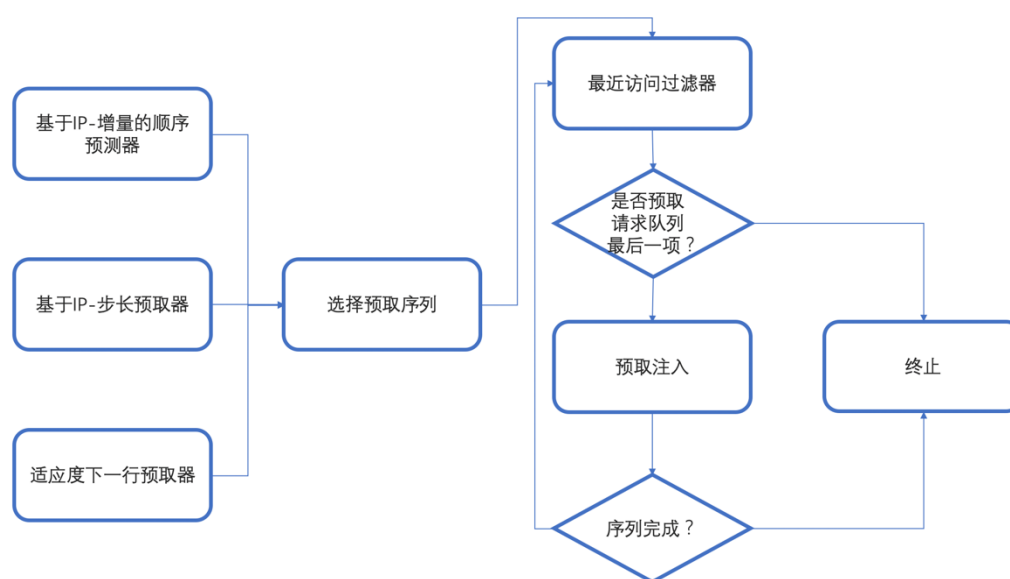 基于IP-增量的顺序
预测器
基于IP-步长预取器
适应度下一行预取器
选择预取序列
最近访问过滤器
是否预取
请求队列
最后一项？
预取注入
终止
序列完成？